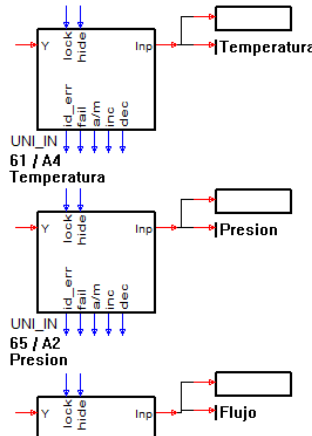 lock
hide
Y
Inp
Temperatura
id_err
fail
a/m
inc
dec
UNI_IN
61 / A4
Temperatura
lock
hide
Y
Inp
Presion
id_err
fail
a/m
inc
dec
UNI_IN
65 / A2
Presion
lock
hide
Y
Inp
Flujo